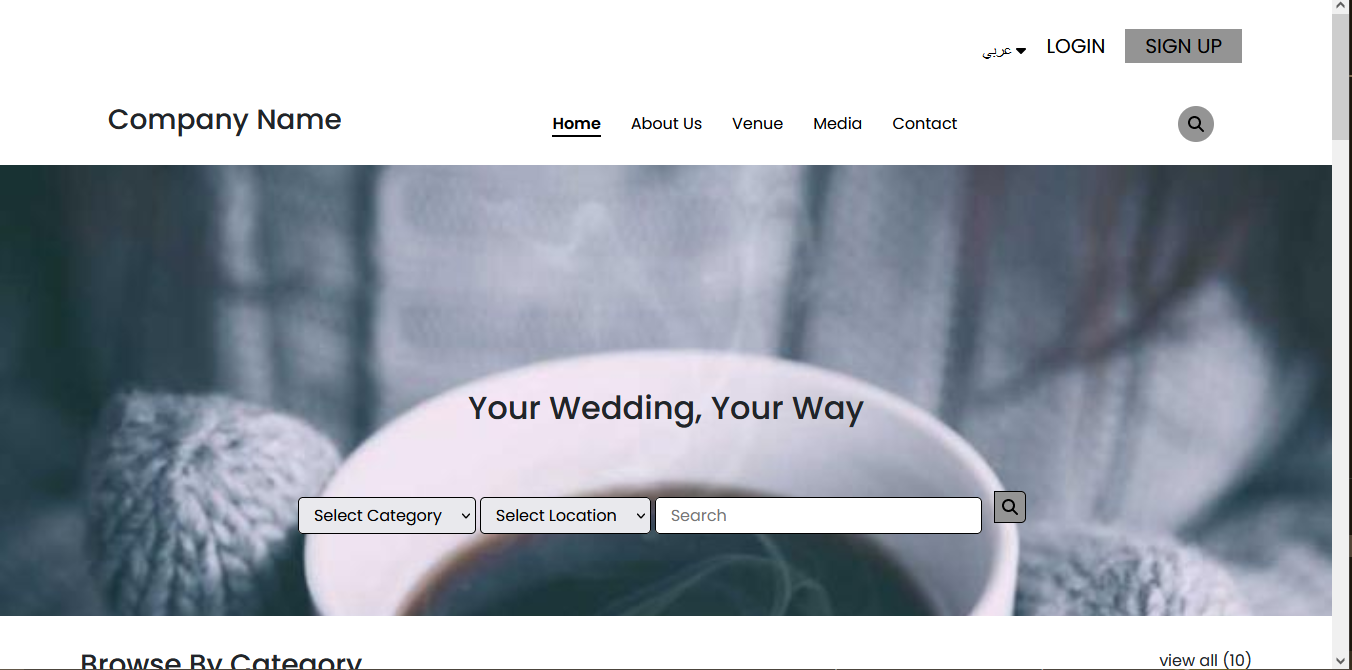 عربي LOGIN SIGN UP
Company Name Home About Us Venue Media Contact
Your Wedding, Your Way
Select Category Select Location Search
Browse By Category view all (10)